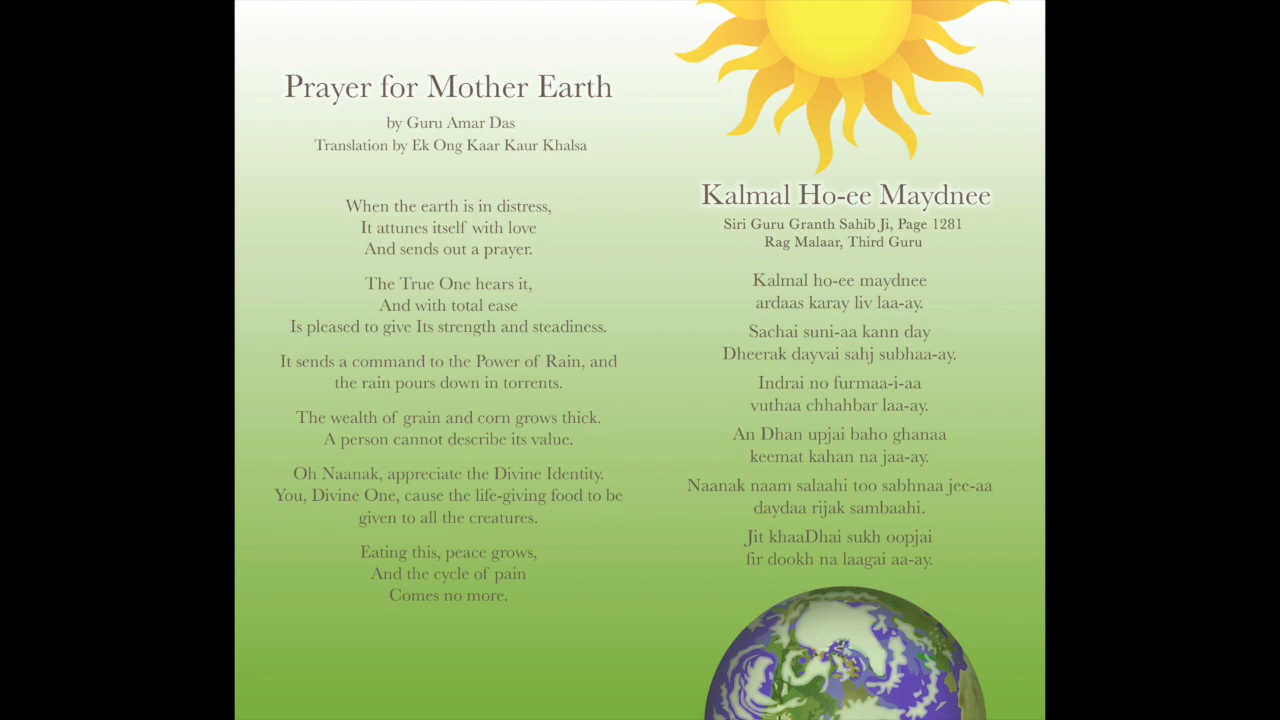 Prayer for Mother Earth
by Guru Amar Das
Translation by Ek Ong Kaar Kaur Khalsa
When the earth is in distress,
It attunes itself with love
And sends out a prayer.
The True One hears it,
And with total ease
Is pleased to give Its strength and steadiness.
It sends a command to the Power of Rain, and
the rain pours down in torrents.
The wealth of grain and corn grows thick.
A person cannot describe its value.
Oh Naanak, appreciate the Divine Identity.
You, Divine One, cause the life-giving food to be
given to all the creatures.
Eating this, peace grows,
And the cycle of pain
Comes no more.
Kalmal Ho-ee Maydnee
Siri Guru Granth Sahib Ji, Page 1281
Rag Malaar, Third Guru
Kalmal ho-ee maydnee
ardaas karay liv laa-ay.
Sachai suni-aa kann day
Dheerak dayvai sahj subhaa-ay.
Indrai no furmaa-i-aa
vuthaa chhahbar laa-ay.
An Dhan upjai baho ghanaa
keemat kahan na jaa-ay.
Naanak naam salaahi too sabhnaa jee-aa
daydaa rijak sambaahi.
Jit khaaDhai sukh oopjai
fir dookh na laagai aa-ay.